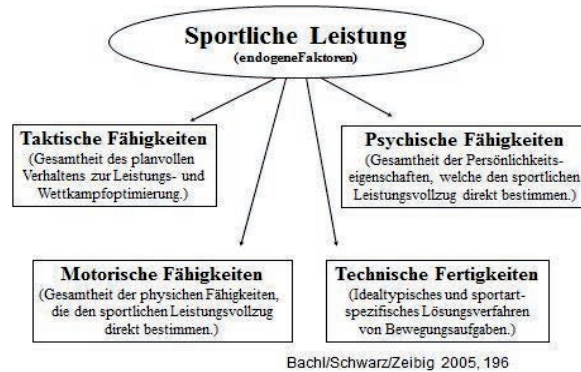 Sportliche Leistung
(endogeneFaktoren)
Taktische Fähigkeiten
(Gesamtheit des planvollen
Verhaltens zur Leistungs- und
Wettkampfoptimierung.)
Psychische Fähigkeiten
(Gesamtheit der Persönlichkeits-
eigenschaften, welche den sportlichen
Leistungsvollzug direkt bestimmen.)
Motorische Fähigkeiten
(Gesamtheit der physichen Fähigkeiten,
die den sportlichen Leistungsvollzug
direkt bestimmen.)
Technische Fertigkeiten
(Idealtypisches und sportart-
spezifisches Lösungsverfahren
von Bewegungsaufgaben.)
Bachl/Schwarz/Zeibig 2005, 196